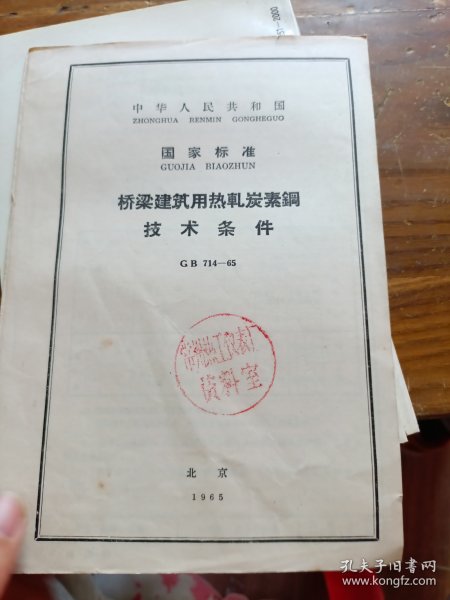 中华人民共和国
ZHONGHUA RENMIN GONGHEGUO
国家标准
GUOJIA BIAOZHUN
桥梁建筑用热軋炭素鋼
技术条件
GB 714—65
资料室
北京
1965
孔夫子旧书网
www.kongfz.com